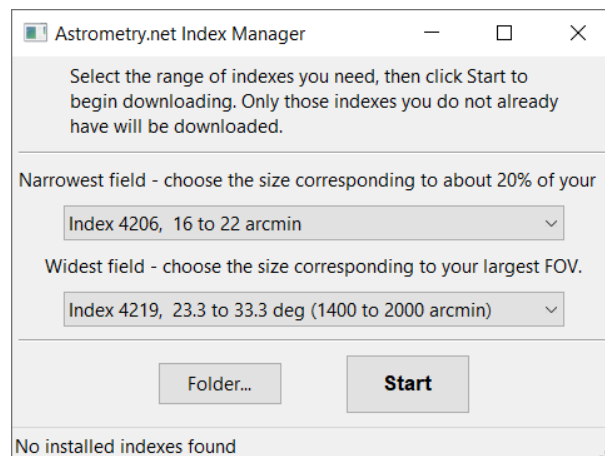 Astrometry.net Index Manager
Select the range of indexes you need, then click Start to
begin downloading. Only those indexes you do not already
have will be downloaded.
Narrowest field - choose the size corresponding to about 20% of your
Index 4206,  16 to 22 arcmin
Widest field - choose the size corresponding to your largest FOV.
Index 4219,  23.3 to 33.3 deg (1400 to 2000 arcmin)
Folder... Start
No installed indexes found